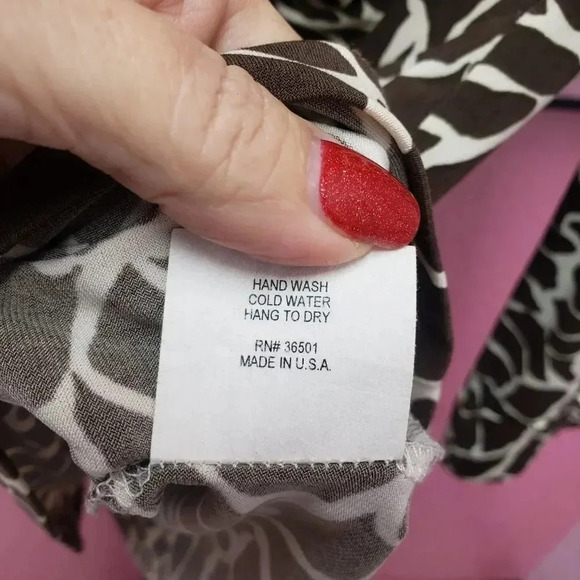 HAND WASH
COLD WATER
HANG TO DRY
RN# 36501
MADE IN U.S.A.